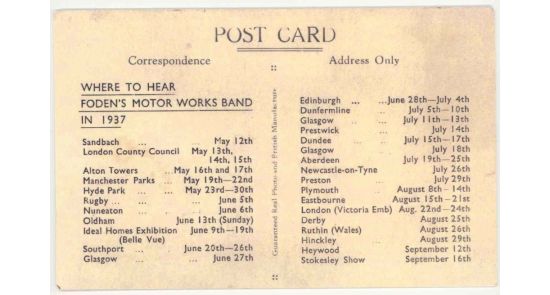 POST CARD
Correspondence
Address Only
WHERE TO HEAR
FODEN'S MOTOR WORKS BAND
IN 1937
Sandbach ... May 12th
London County Council May 13th,
14th, 15th
Alton Towers ... May 16th and 17th
Manchester Parks ... May 19th—22nd
Hyde Park ... ... May 23rd—30th
Rugby ... ... ... June 5th
Nuneaton ... ... June 6th
Oldham June 13th (Sunday)
Ideal Homes Exhibition June 9th—19th
(Belle Vue)
Southport ... June 20th—26th
Glasgow ... ... June 27th
Guaranteed Real Photo and British Manufacture
Edinburgh ... ... June 28th—July 4th
Dunfermline .. July 5th—10th
Glasgow .. ... July 11th—13th
Prestwick ... July 14th
Dundee ... July 15th—17th
Glasgow ... July 18th
Aberdeen ... July 19th—25th
Newcastle-on-Tyne July 26th
Preston ... July 29th
Plymouth ... August 8th—14th
Eastbourne August 15th—21st
London (Victoria Emb) Aug. 22nd—24th
Derby ... August 25th
Ruthin (Wales) August 26th
Hinckley ... August 29th
Heywood ... September 12th
Stokesley Show September 16th